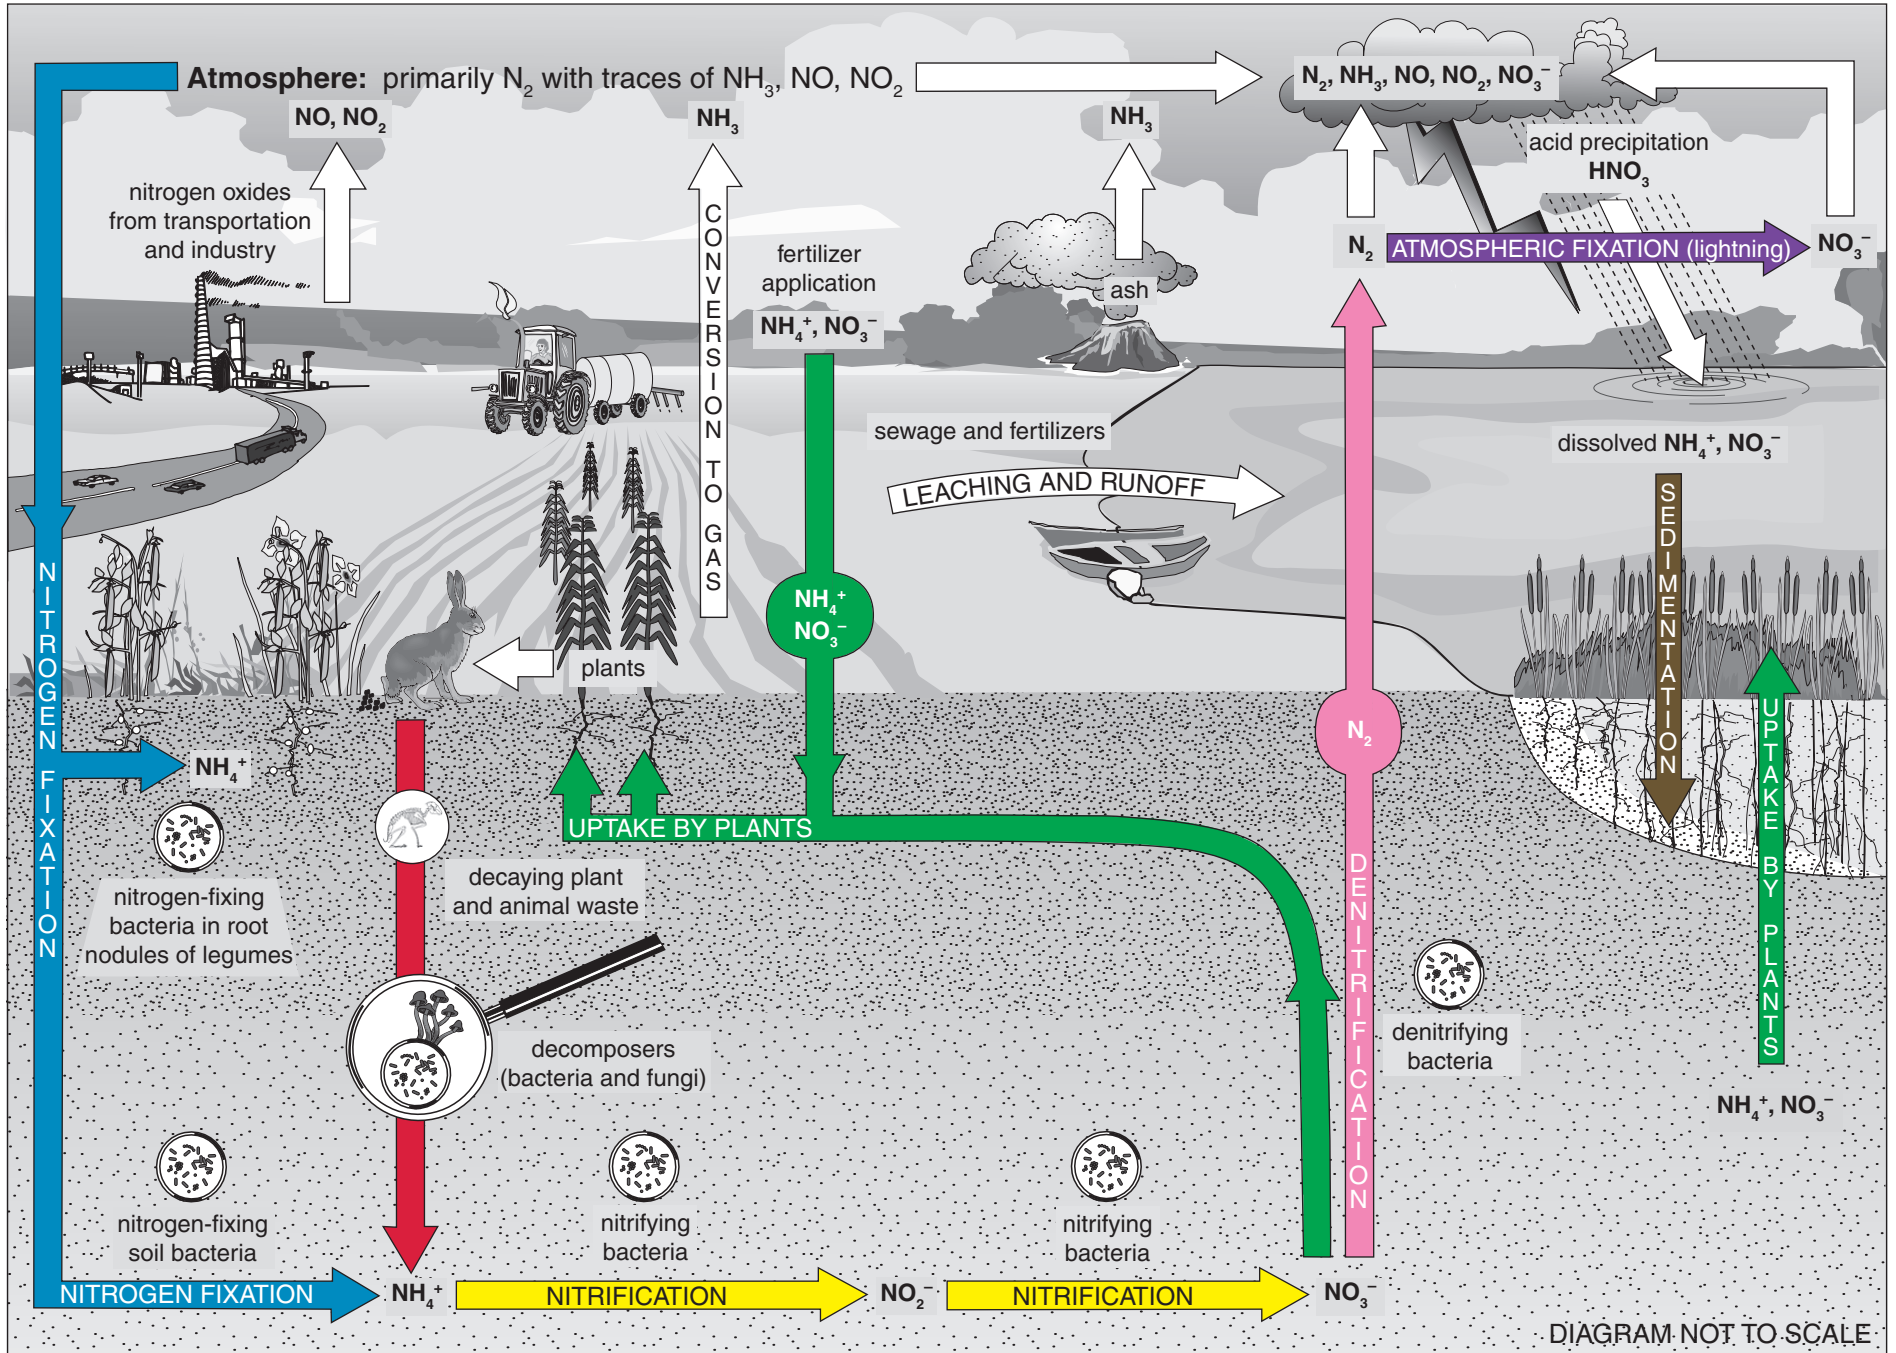 Atmosphere: primarily N₂ with traces of NH₃, NO, NO₂
N₂, NH₃, NO, NO₂, NO₃⁻
NO, NO₂
NH₃
NH₃
acid precipitation
HNO₃
nitrogen oxides
from transportation
and industry
CONVERSION TO GAS
fertilizer
application
NH₄⁺, NO₃⁻
ash
N₂
ATMOSPHERIC FIXATION (lightning)
NO₃⁻
sewage and fertilizers
LEACHING AND RUNOFF
dissolved NH₄⁺, NO₃⁻
SEDIMENTATION
NITROGEN FIXATION
NH₄⁺
NO₃⁻
plants
N₂
UPTAKE BY PLANTS
NH₄⁺
UPTAKE BY PLANTS
DENITRIFICATION
decaying plant
and animal waste
nitrogen-fixing
bacteria in root
nodules of legumes
decomposers
(bacteria and fungi)
denitrifying
bacteria
NH₄⁺, NO₃⁻
nitrogen-fixing
soil bacteria
nitrifying
bacteria
nitrifying
bacteria
NITROGEN FIXATION
NH₄⁺
NITRIFICATION
NO₂⁻
NITRIFICATION
NO₃⁻
DIAGRAM NOT TO SCALE